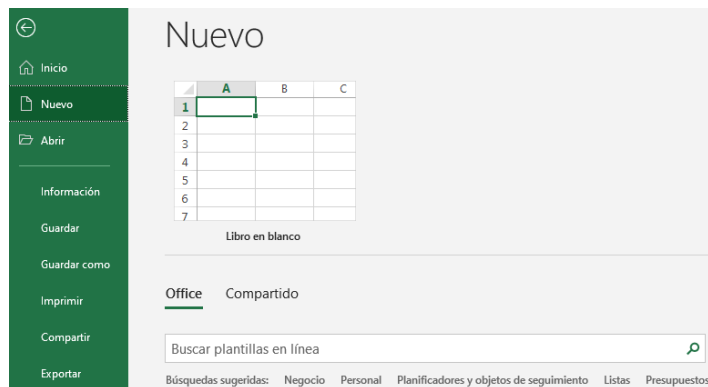 Inicio
Nuevo
Abrir
Información
Guardar
Guardar como
Imprimir
Compartir
Exportar
Nuevo
A B C
1
2
3
4
5
6
7
Libro en blanco
Office Compartido
Buscar plantillas en línea
Búsquedas sugeridas: Negocio Personal Planificadores y objetos de seguimiento Listas Presupuestos